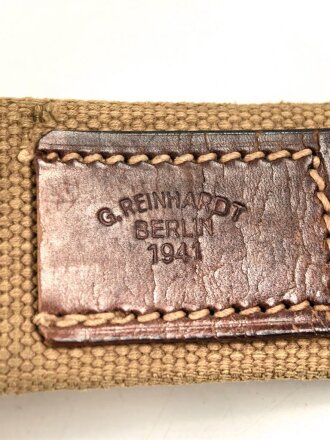 G. REINHARDT
BERLIN
1941